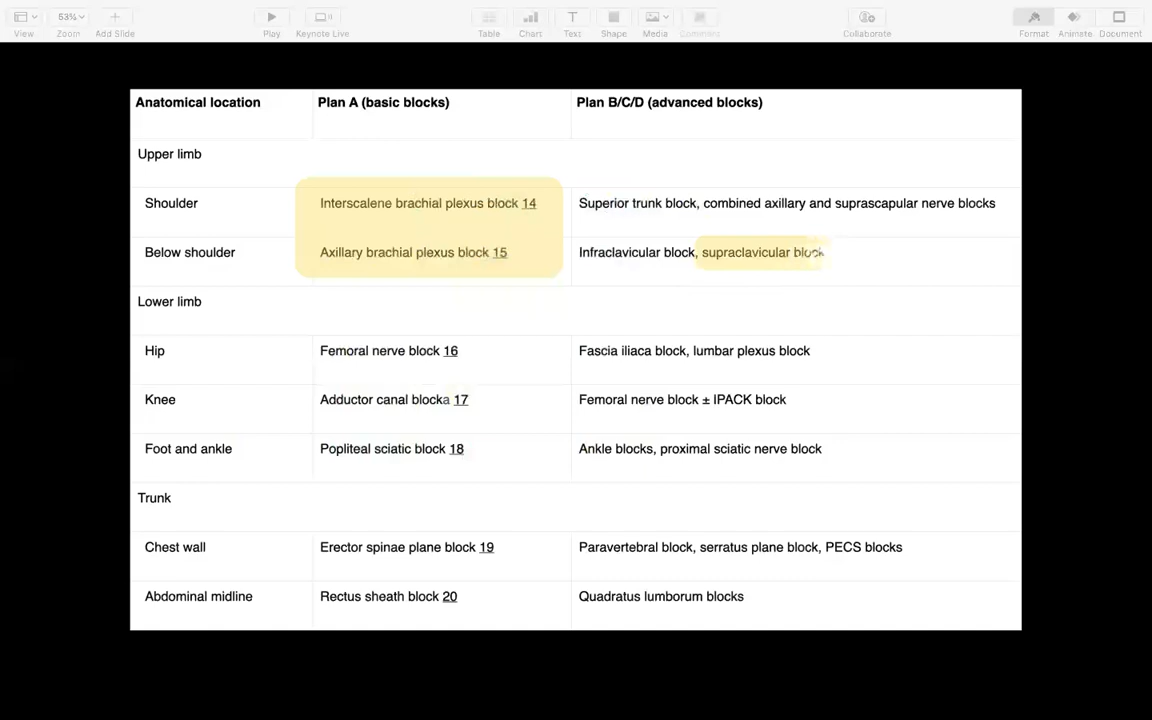 53%
View
Zoom
Add Slide
Play
Keynote Live
Table
Chart
Text
Shape
Media
Comment
Collaborate
Format
Animate
Document
Anatomical location Plan A (basic blocks) Plan B/C/D (advanced blocks)
Upper limb
Shoulder Interscalene brachial plexus block 14 Superior trunk block, combined axillary and suprascapular nerve blocks
Below shoulder Axillary brachial plexus block 15 Infraclavicular block, supraclavicular block
Lower limb
Hip Femoral nerve block 16 Fascia iliaca block, lumbar plexus block
Knee Adductor canal blocka 17 Femoral nerve block ± IPACK block
Foot and ankle Popliteal sciatic block 18 Ankle blocks, proximal sciatic nerve block
Trunk
Chest wall Erector spinae plane block 19 Paravertebral block, serratus plane block, PECS blocks
Abdominal midline Rectus sheath block 20 Quadratus lumborum blocks